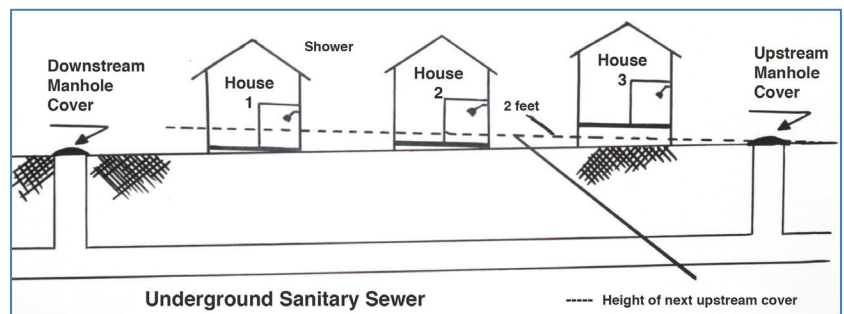 Shower
Downstream
Manhole
Cover
House
1
House
2
2 feet
House
3
Upstream
Manhole
Cover
Underground Sanitary Sewer
Height of next upstream cover